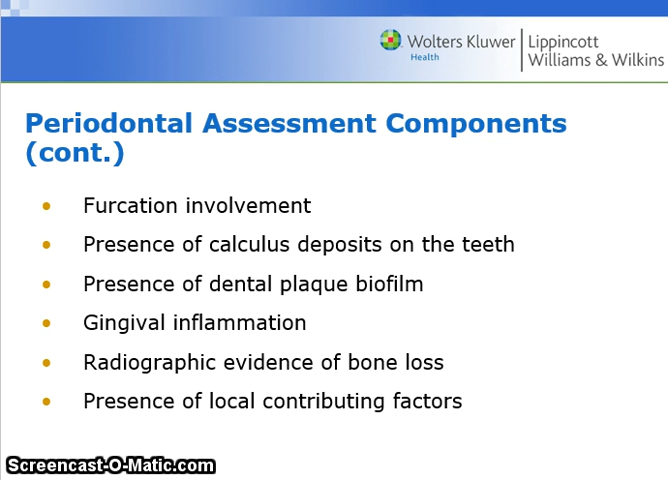 Wolters Kluwer
Health
Lippincott
Williams & Wilkins
Periodontal Assessment Components
(cont.)
• Furcation involvement
• Presence of calculus deposits on the teeth
• Presence of dental plaque biofilm
• Gingival inflammation
• Radiographic evidence of bone loss
• Presence of local contributing factors
Screencast-O-Matic.com